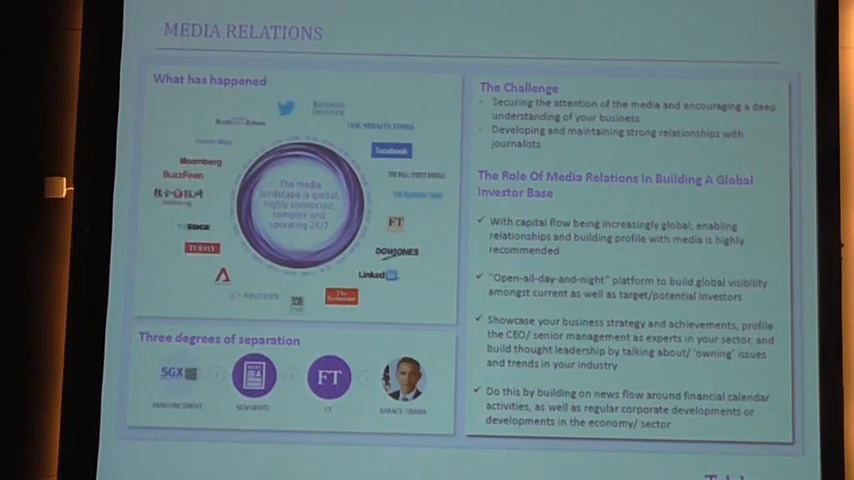 MEDIA RELATIONS
What has happened
BUSINESS
INSIDER
THE STRAITS TIMES
facebook
THE WALL STREET JOURNAL
THE BUSINESS TIMES
FT
DOWJONES
LinkedIn
The
Economist
REUTERS
TODAY
THE EDGE
BuzzFeed
Bloomberg
The media
landscape is global,
highly connected,
complex and
operating 24/7
Three degrees of separation
SGX
1
2
3
NEWS
FT
ANNOUNCEMENT
NEWSWIRES
FT
BARACK OBAMA
The Challenge
- Securing the attention of the media and encouraging a deep
understanding of your business
- Developing and maintaining strong relationships with
journalists
The Role Of Media Relations In Building A Global
Investor Base
✓ With capital flow being increasingly global, enabling
relationships and building profile with media is highly
recommended
✓ "Open-all-day-and-night" platform to build global visibility
amongst current as well as target/potential investors
✓ Showcase your business strategy and achievements, profile
the CEO/ senior management as experts in your sector, and
build thought leadership by talking about/ 'owning' issues
and trends in your industry
✓ Do this by building on news flow around financial calendar
activities, as well as regular corporate developments or
developments in the economy/ sector